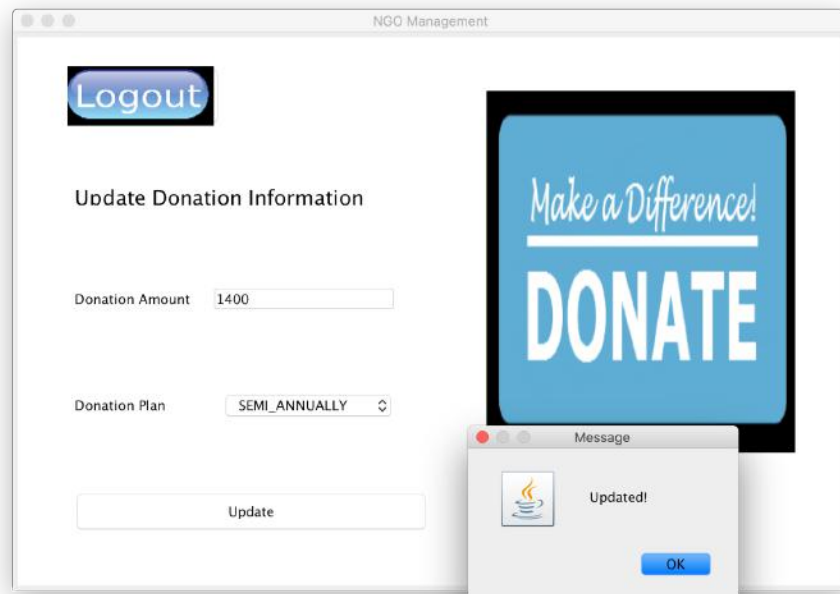 NGO Management
Logout
Update Donation Information
Donation Amount 1400
Donation Plan SEMI_ANNUALLY
Update
Make a Difference!
DONATE
Message
Updated!
OK